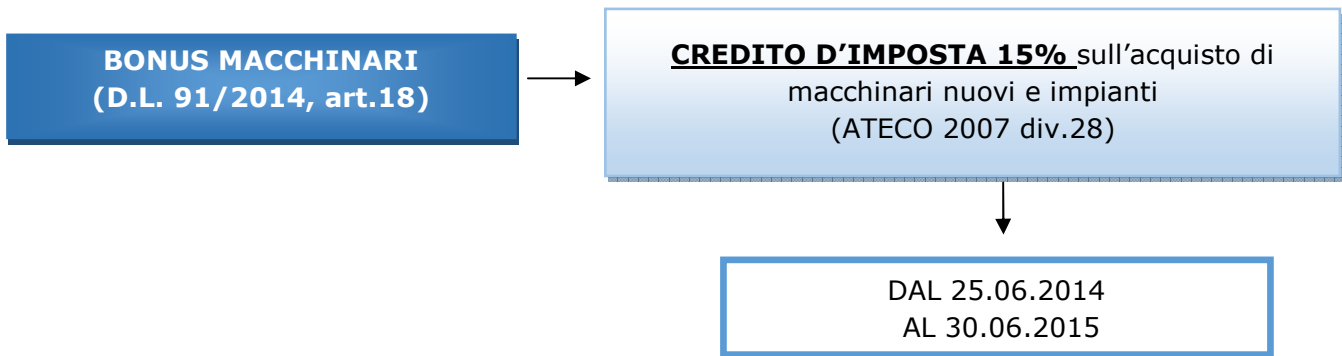 BONUS MACCHINARI
(D.L. 91/2014, art.18)
CREDITO D’IMPOSTA 15% sull’acquisto di
macchinari nuovi e impianti
(ATECO 2007 div.28)
DAL 25.06.2014
AL 30.06.2015